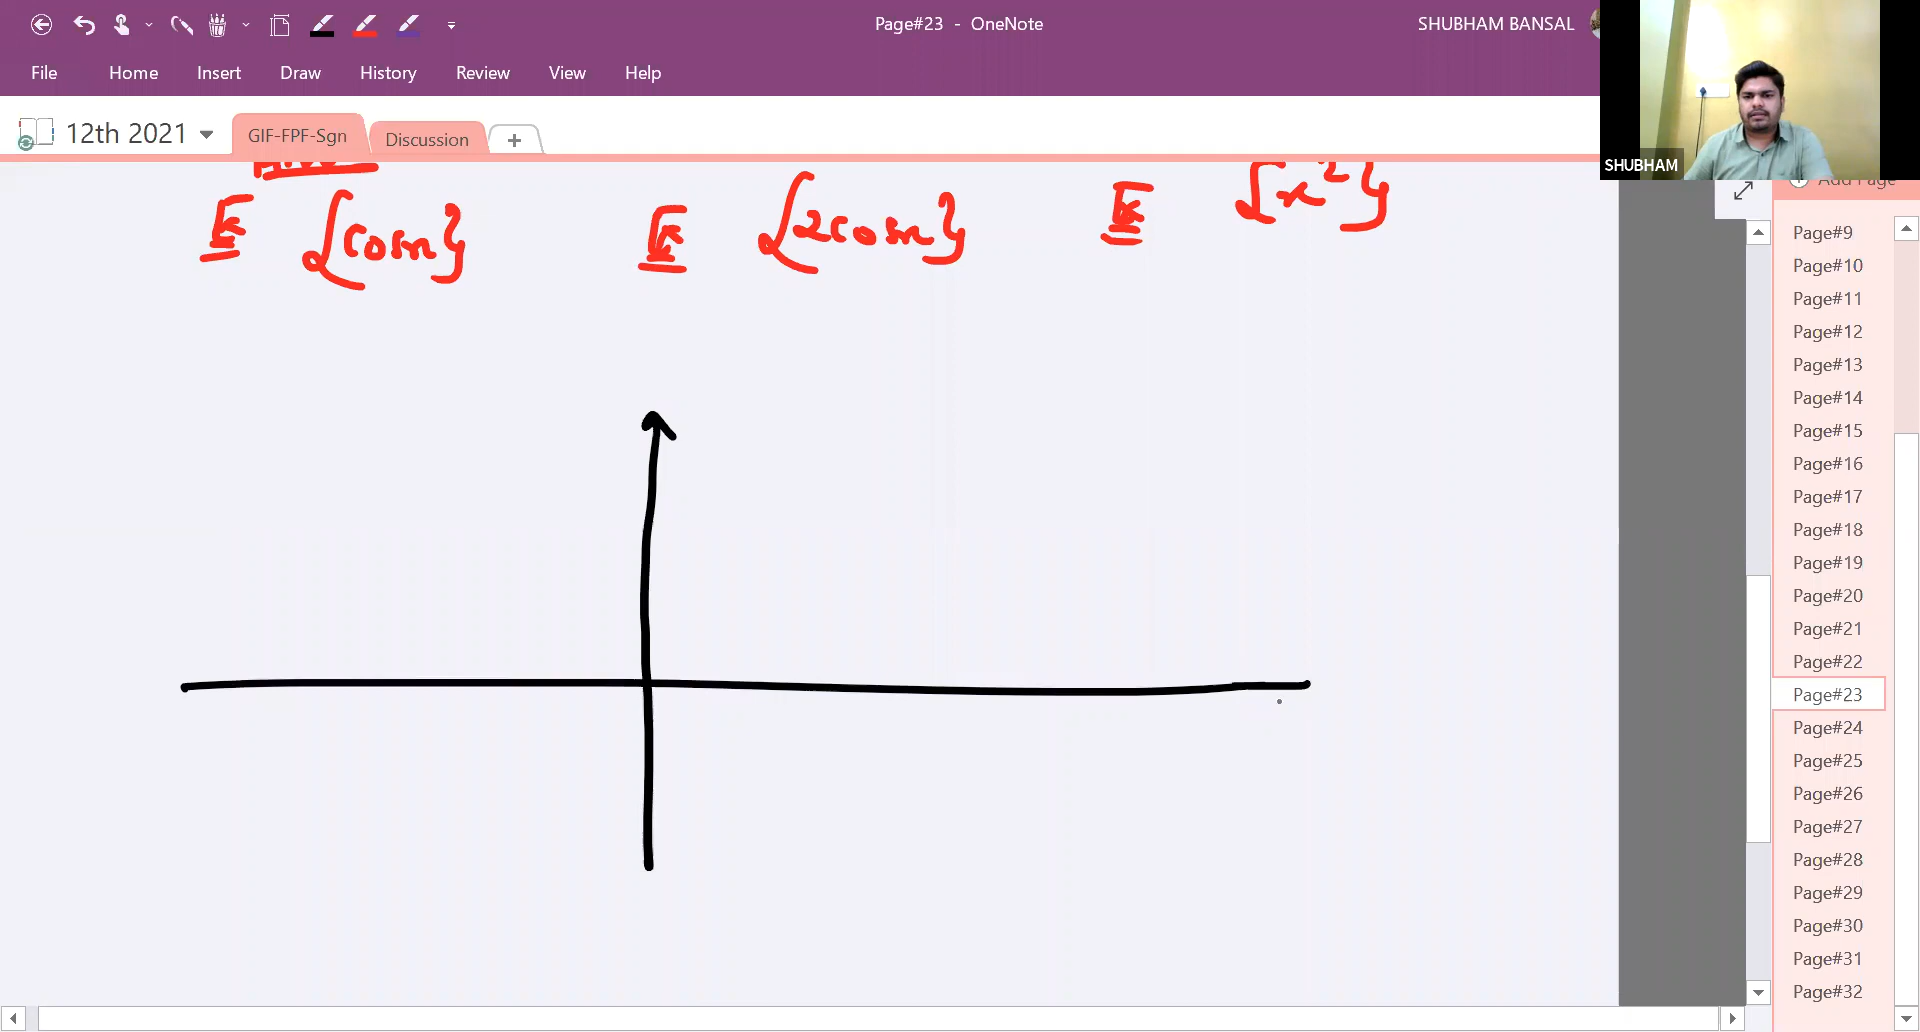 Page#23 - OneNote
SHUBHAM BANSAL
File Home Insert Draw History Review View Help
SHUBHAM
12th 2021
GIF-FPF-Sgn
Discussion
+
Add Page
{cosx} {2cosx} {x²}
Page#9
Page#10
Page#11
Page#12
Page#13
Page#14
Page#15
Page#16
Page#17
Page#18
Page#19
Page#20
Page#21
Page#22
Page#23
Page#24
Page#25
Page#26
Page#27
Page#28
Page#29
Page#30
Page#31
Page#32